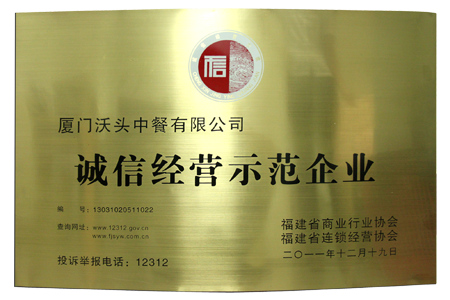 信
厦门沃头中餐有限公司
诚信经营示范企业
编 号：15031020511022
查询网址：www.12312.gov.cn
www.fjsyw.com.cn
投诉举报电话：12312
福建省商业行业协会
福建省连锁经营协会
二〇一一年十二月十九日